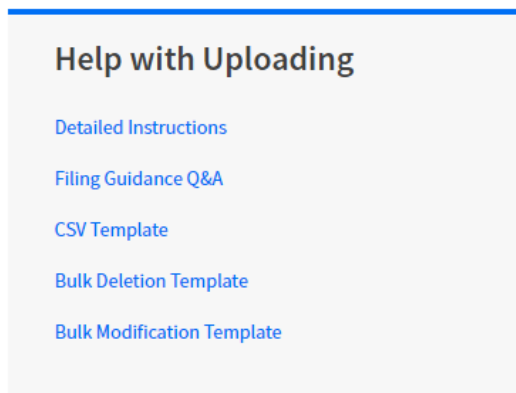 Help with Uploading
Detailed Instructions
Filing Guidance Q&A
CSV Template
Bulk Deletion Template
Bulk Modification Template